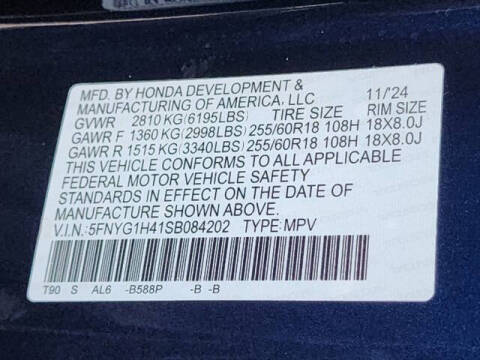 MFD. BY HONDA DEVELOPMENT &
MANUFACTURING OF AMERICA, LLC 11/24
GVWR 2810 KG(6195LBS) TIRE SIZE RIM SIZE
GAWR F 1360 KG(2998LBS) 255/60R18 108H 18X8.0J
GAWR R 1515 KG(3340LBS) 255/60R18 108H 18X8.0J
THIS VEHICLE CONFORMS TO ALL APPLICABLE
FEDERAL MOTOR VEHICLE SAFETY
STANDARDS IN EFFECT ON THE DATE OF
MANUFACTURE SHOWN ABOVE.
V.I.N: 5FNYG1H41SB084202 TYPE: MPV
T90 S AL6 -B588P -B -B